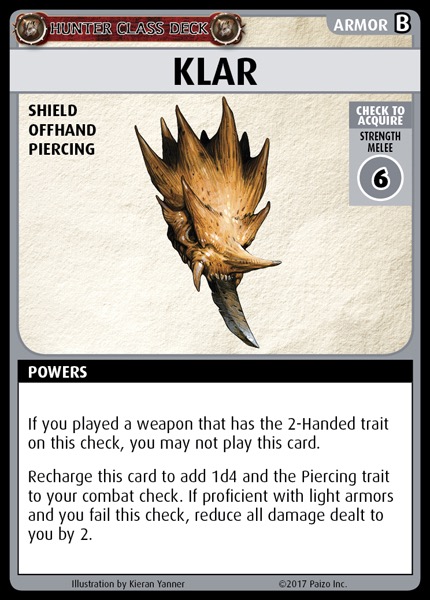 HUNTER CLASS DECK
ARMOR B
KLAR
SHIELD
OFFHAND
PIERCING
CHECK TO
ACQUIRE
STRENGTH
MELEE
6
POWERS
If you played a weapon that has the 2-Handed trait
on this check, you may not play this card.
Recharge this card to add 1d4 and the Piercing trait
to your combat check. If proficient with light armors
and you fail this check, reduce all damage dealt to
you by 2.
Illustration by Kieran Yanner
©2017 Paizo Inc.